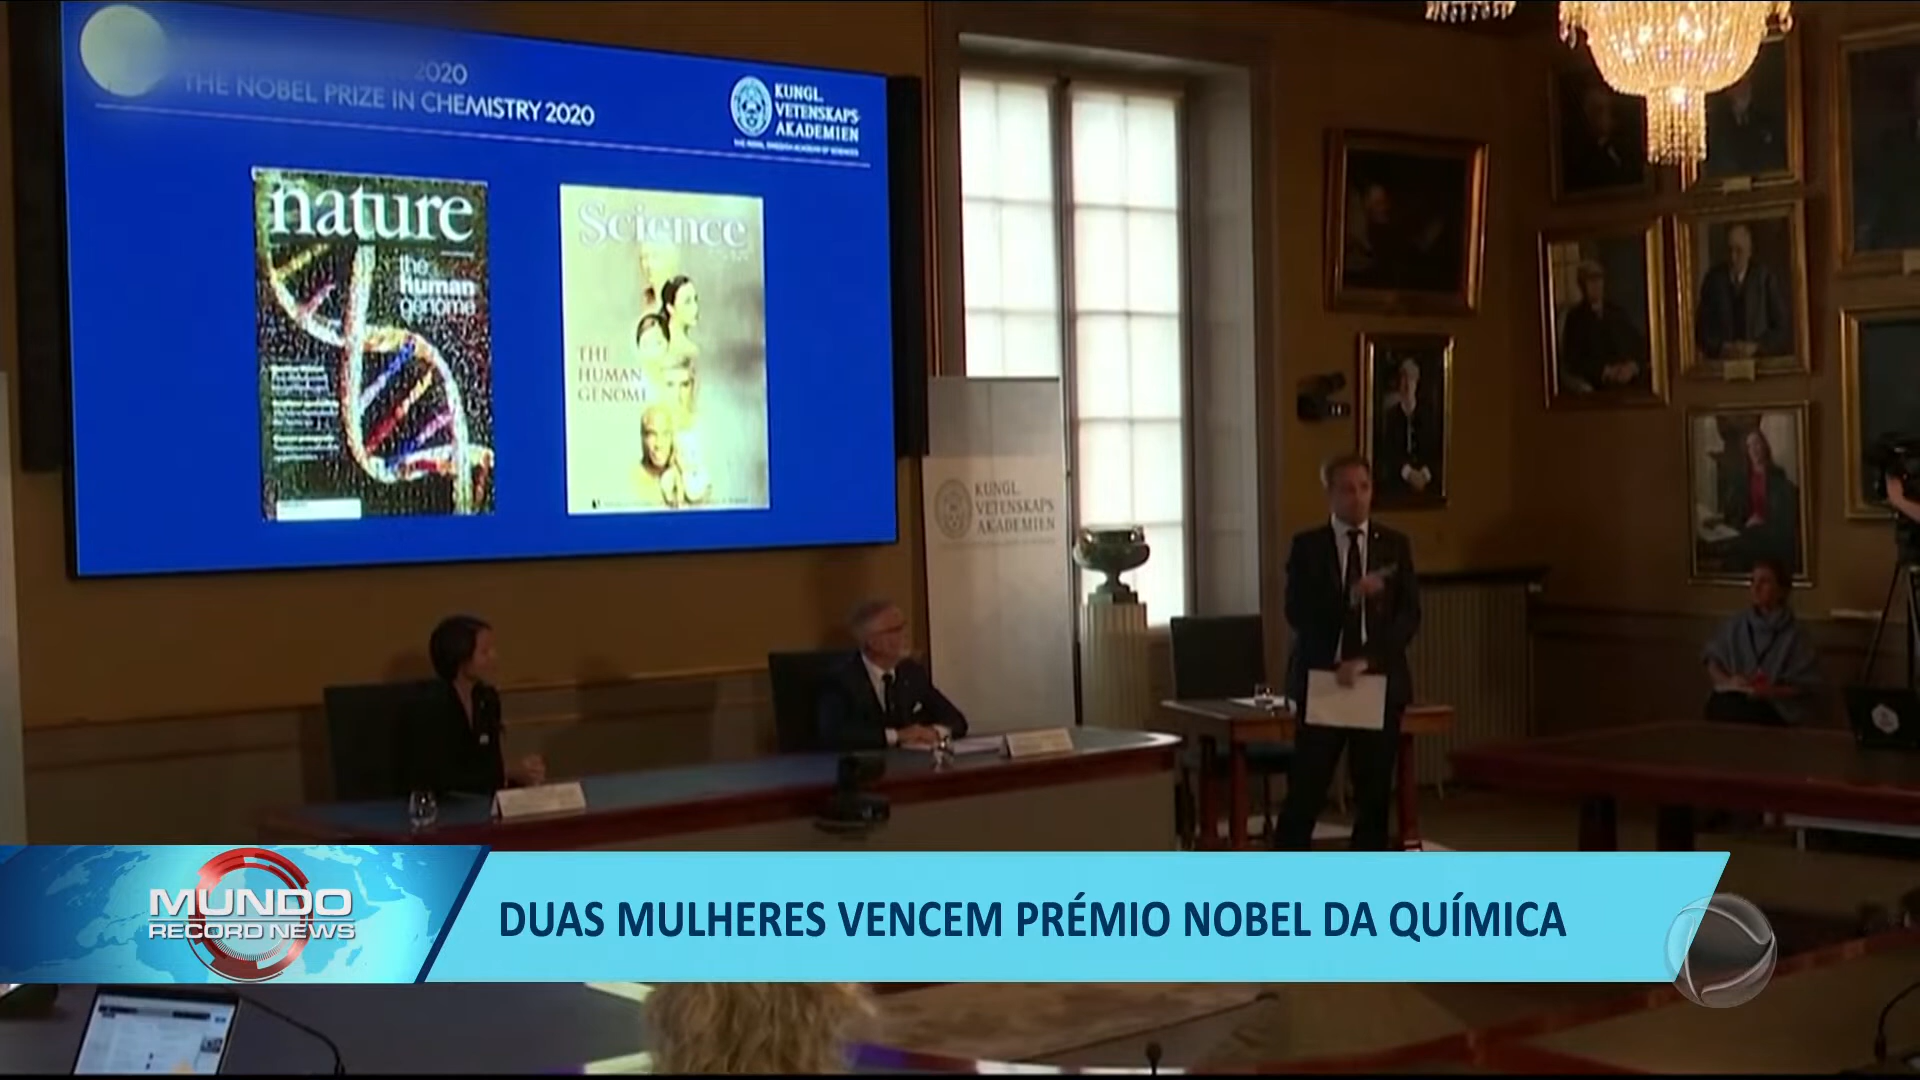 2020
THE NOBEL PRIZE IN CHEMISTRY 2020
KUNGL.
VETENSKAPS
AKADEMIEN
THE ROYAL SWEDISH ACADEMY OF SCIENCES
nature
the
human
genome
Science
THE
HUMAN
GENOME
KUNGL.
VETENSKAPS
AKADEMIEN
MUNDO
RECORD NEWS
DUAS MULHERES VENCEM PRÉMIO NOBEL DA QUÍMICA